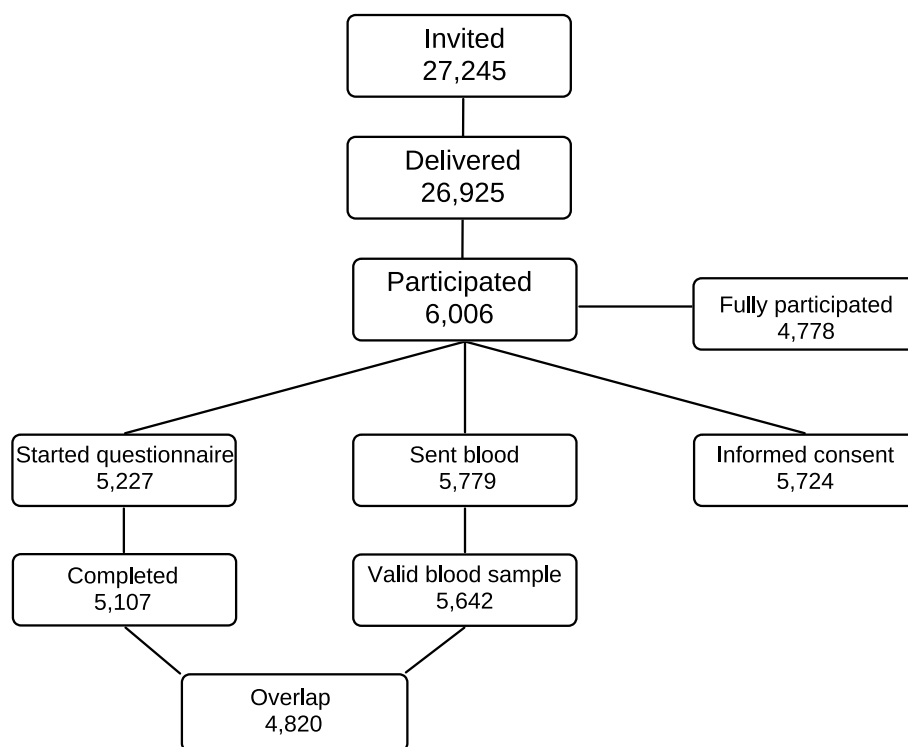 Invited
27,245
Delivered
26,925
Participated
6,006
Fully participated
4,778
Started questionnaire
5,227
Sent blood
5,779
Informed consent
5,724
Completed
5,107
Valid blood sample
5,642
Overlap
4,820